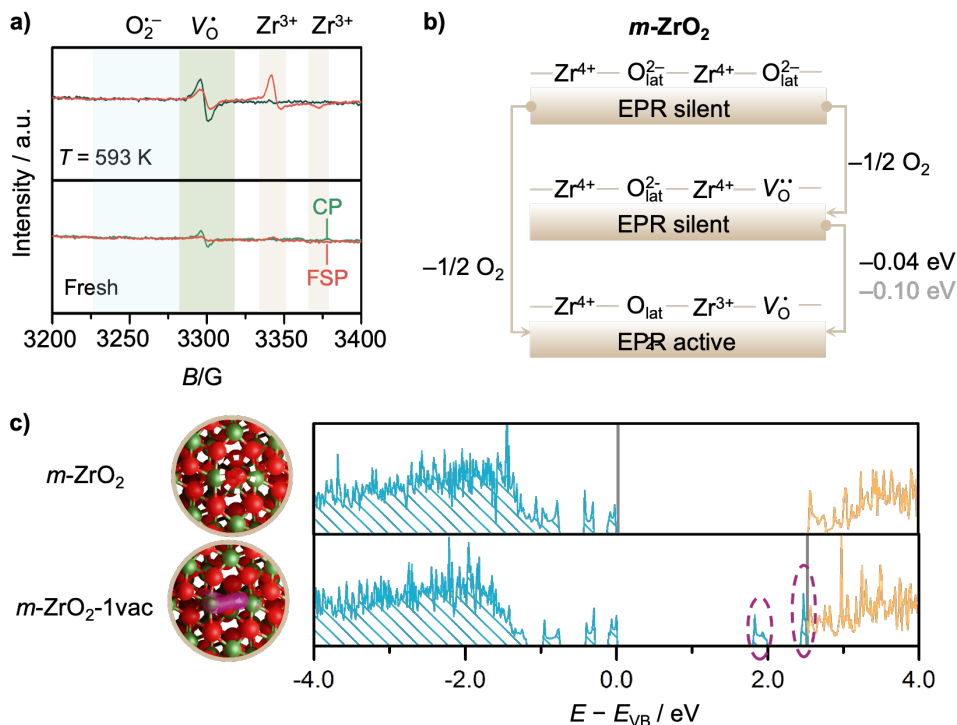 a)
O₂•− V•O Zr3+ Zr3+
Intensity / a.u.
T = 593 K
CP
FSP
Fresh
3200 3250 3300 3350 3400
B/G
b)
m-ZrO₂
Zr4+ O2−lat Zr4+ O2−lat
EPR silent
–1/2 O₂
Zr4+ O2-lat Zr4+ V••O
EPR silent
–1/2 O₂
–0.04 eV
–0.10 eV
Zr4+ Olat Zr3+ V•O
EPR active
2-
c)
m-ZrO₂
m-ZrO₂-1vac
-4.0 -2.0 0.0 2.0 4.0
E − EVB / eV